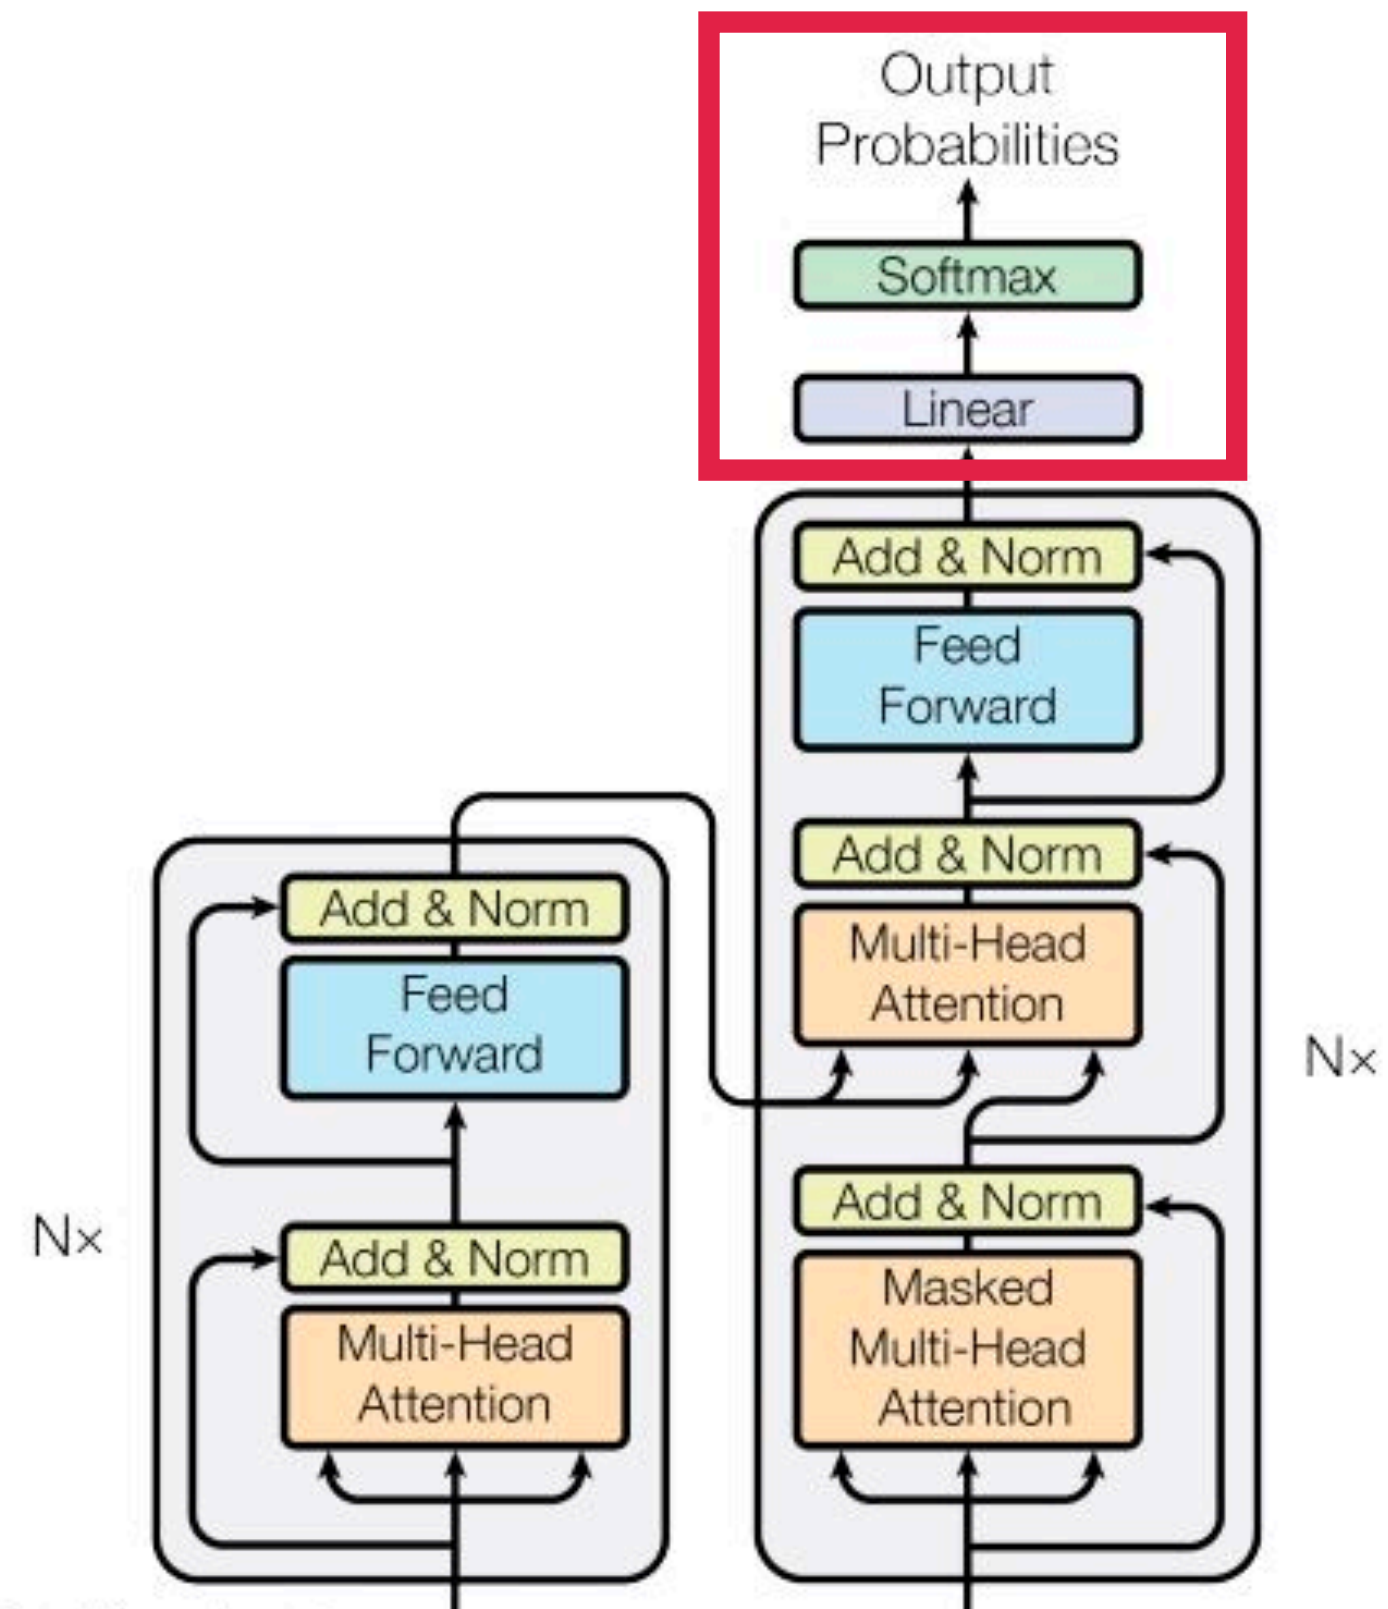 Output
Probabilities
Softmax
Linear
Add & Norm
Feed
Forward
Add & Norm
Multi-Head
Attention
Nx
Add & Norm
Masked
Multi-Head
Attention
Add & Norm
Feed
Forward
Nx
Add & Norm
Multi-Head
Attention